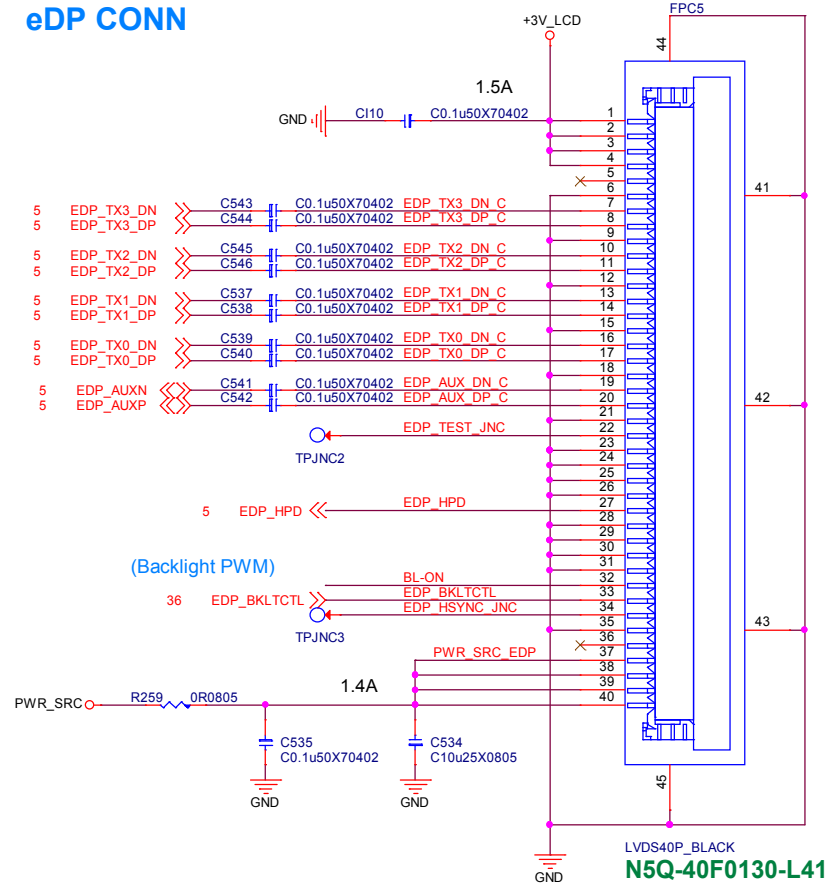 eDP CONN
FPC5
+3V_LCD
44
1.5A
GND CI10 C0.1u50X70402 1
2
3
4
5
41
6
5 EDP_TX3_DN C543 C0.1u50X70402 EDP_TX3_DN_C 7
5 EDP_TX3_DP C544 C0.1u50X70402 EDP_TX3_DP_C 8
9
5 EDP_TX2_DN C545 C0.1u50X70402 EDP_TX2_DN_C 10
5 EDP_TX2_DP C546 C0.1u50X70402 EDP_TX2_DP_C 11
12
5 EDP_TX1_DN C537 C0.1u50X70402 EDP_TX1_DN_C 13
5 EDP_TX1_DP C538 C0.1u50X70402 EDP_TX1_DP_C 14
15
5 EDP_TX0_DN C539 C0.1u50X70402 EDP_TX0_DN_C 16
5 EDP_TX0_DP C540 C0.1u50X70402 EDP_TX0_DP_C 17
18
5 EDP_AUXN C541 C0.1u50X70402 EDP_AUX_DN_C 19
5 EDP_AUXP C542 C0.1u50X70402 EDP_AUX_DP_C 20
42
21
EDP_TEST_JNC 22
TPJNC2
23
24
25
26
5 EDP_HPD EDP_HPD 27
28
29
30
31
(Backlight PWM)
BL-ON 32
36 EDP_BKLTCTL EDP_BKLTCTL 33
EDP_HSYNC_JNC 34
TPJNC3
35
43
36
PWR_SRC_EDP 37
38
39
PWR_SRC R259 0R0805 1.4A 40
C535
C0.1u50X70402
C534
C10u25X0805
GND
GND
45
LVDS40P_BLACK
N5Q-40F0130-L41
GND